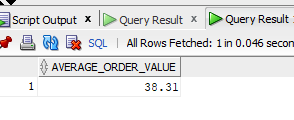 Script Output x Query Result x Query Result
SQL | All Rows Fetched: 1 in 0.046 secon
AVERAGE_ORDER_VALUE
1 38.31